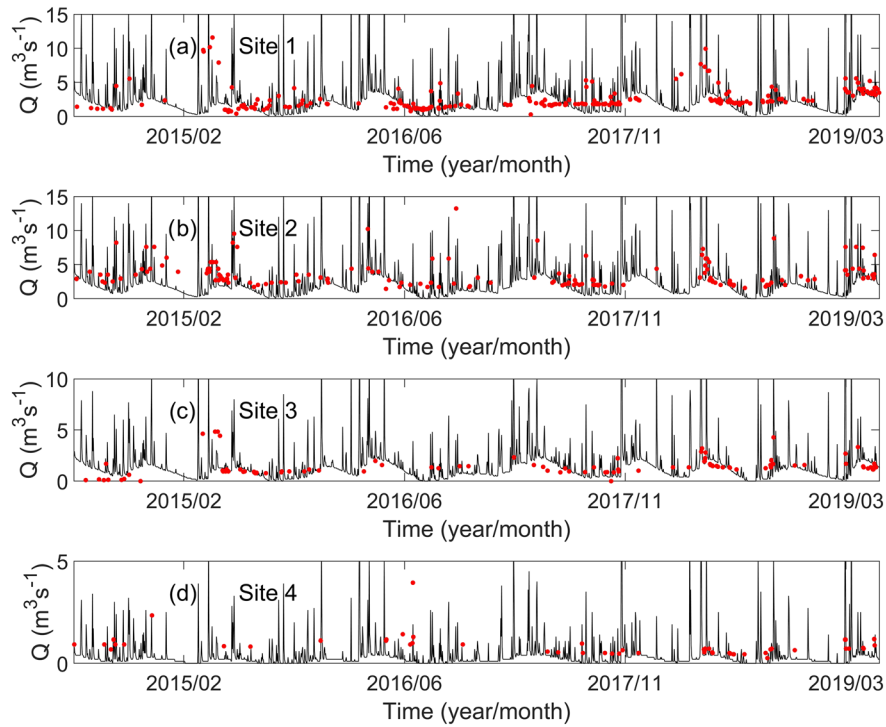 15
10
5
0
Q (m³s⁻¹)
(a) Site 1
2015/02 2016/06 2017/11 2019/03
Time (year/month)
15
10
5
0
Q (m³s⁻¹)
(b) Site 2
2015/02 2016/06 2017/11 2019/03
Time (year/month)
10
5
0
Q (m³s⁻¹)
(c) Site 3
2015/02 2016/06 2017/11 2019/03
Time (year/month)
5
0
Q (m³s⁻¹)
(d) Site 4
2015/02 2016/06 2017/11 2019/03
Time (year/month)